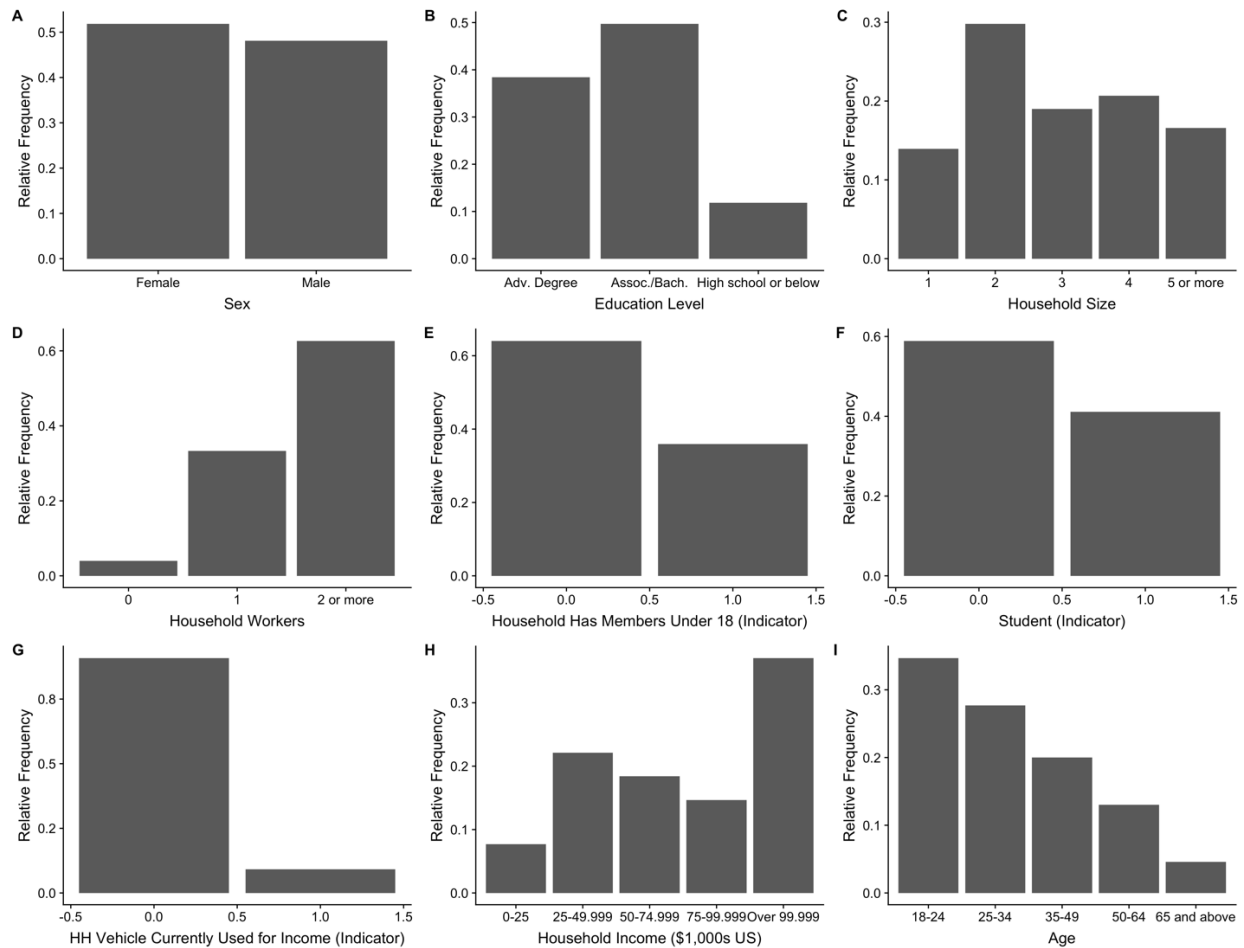 A
Relative Frequency
0.5
0.4
0.3
0.2
0.1
0.0
Female Male
Sex
B
Relative Frequency
0.5
0.4
0.3
0.2
0.1
0.0
Adv. Degree Assoc./Bach. High school or below
Education Level
C
Relative Frequency
0.3
0.2
0.1
0.0
1 2 3 4 5 or more
Household Size
D
Relative Frequency
0.6
0.4
0.2
0.0
0 1 2 or more
Household Workers
E
Relative Frequency
0.6
0.4
0.2
0.0
-0.5 0.0 0.5 1.0 1.5
Household Has Members Under 18 (Indicator)
F
Relative Frequency
0.6
0.4
0.2
0.0
-0.5 0.0 0.5 1.0 1.5
Student (Indicator)
G
Relative Frequency
0.8
0.5
0.2
0.0
-0.5 0.0 0.5 1.0 1.5
HH Vehicle Currently Used for Income (Indicator)
H
Relative Frequency
0.3
0.2
0.1
0.0
0-25 25-49.999 50-74.999 75-99.999 Over 99.999
Household Income ($1,000s US)
I
Relative Frequency
0.3
0.2
0.1
0.0
18-24 25-34 35-49 50-64 65 and above
Age